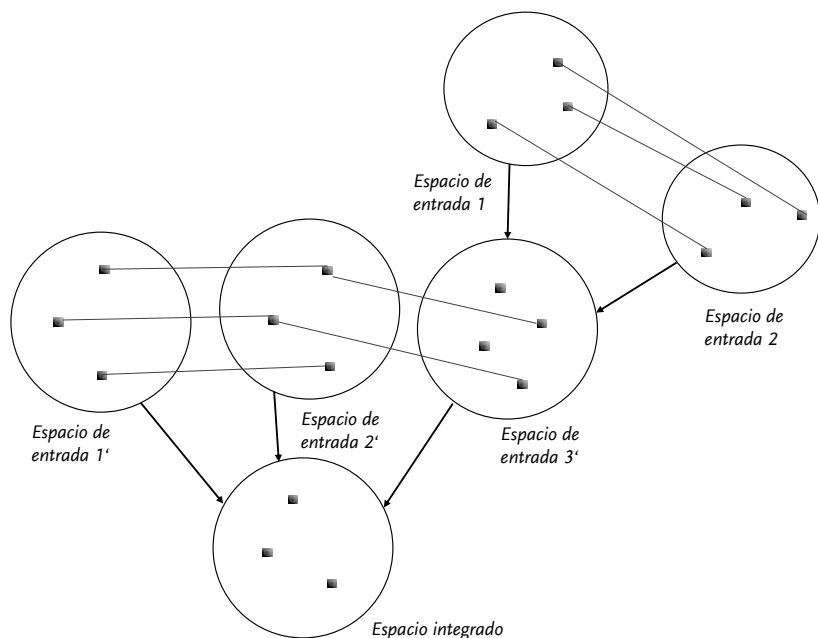 Espacio de
entrada 1
Espacio de
entrada 2
Espacio de
entrada 1‘
Espacio de
entrada 2‘
Espacio de
entrada 3‘
Espacio integrado